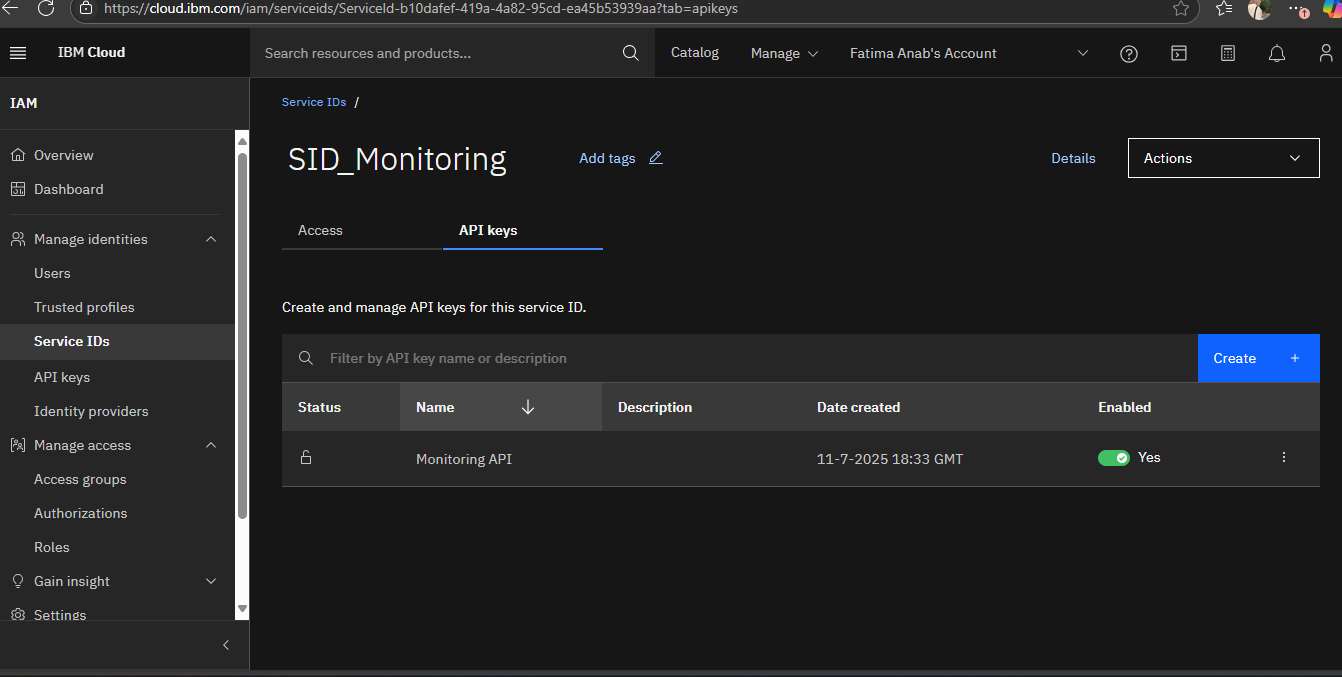 https://cloud.ibm.com/iam/serviceids/ServiceId-b10dafef-419a-4a82-95cd-ea45b53939aa?tab=apikeys
IBM Cloud
Search resources and products...
Catalog
Manage
Fatima Anab's Account
IAM
Overview
Dashboard
Manage identities
Users
Trusted profiles
Service IDs
API keys
Identity providers
Manage access
Access groups
Authorizations
Roles
Gain insight
Settings
Service IDs /
SID_Monitoring
Add tags
Details
Actions
Access
API keys
Create and manage API keys for this service ID.
Filter by API key name or description
Create +
Status Name Description Date created Enabled
Monitoring API 11-7-2025 18:33 GMT Yes